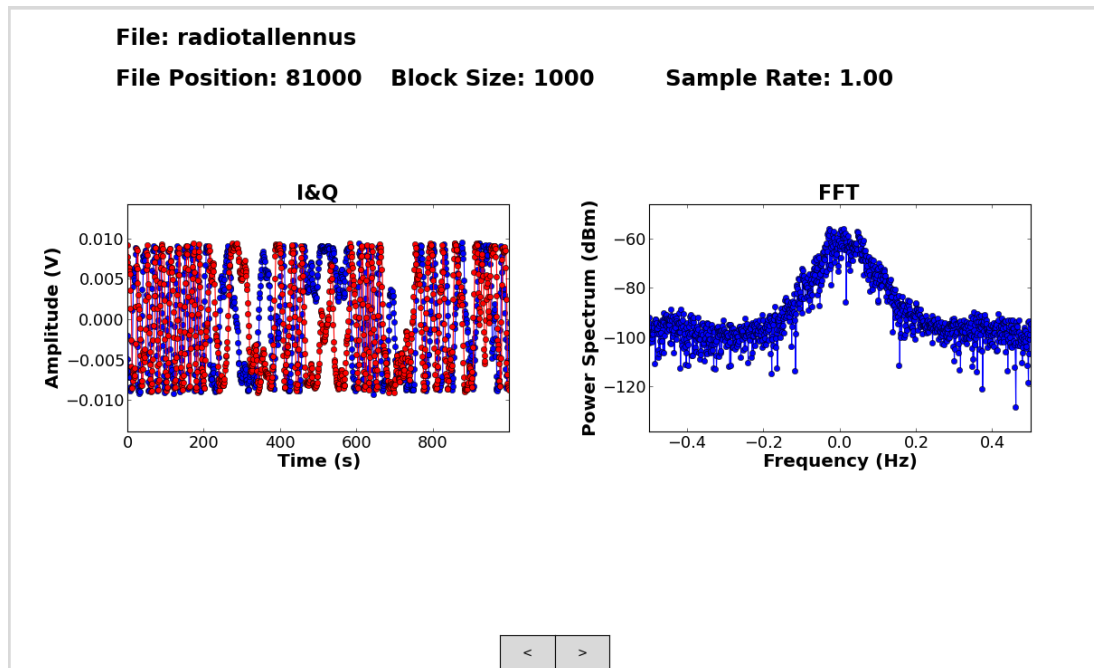 File: radiotallennus
File Position: 81000 Block Size: 1000 Sample Rate: 1.00
I&Q
0.010
0.005
0.000
−0.005
−0.010
Amplitude (V)
0 200 400 600 800
Time (s)
FFT
−60
−80
−100
−120
Power Spectrum (dBm)
−0.4 −0.2 0.0 0.2 0.4
Frequency (Hz)
< >